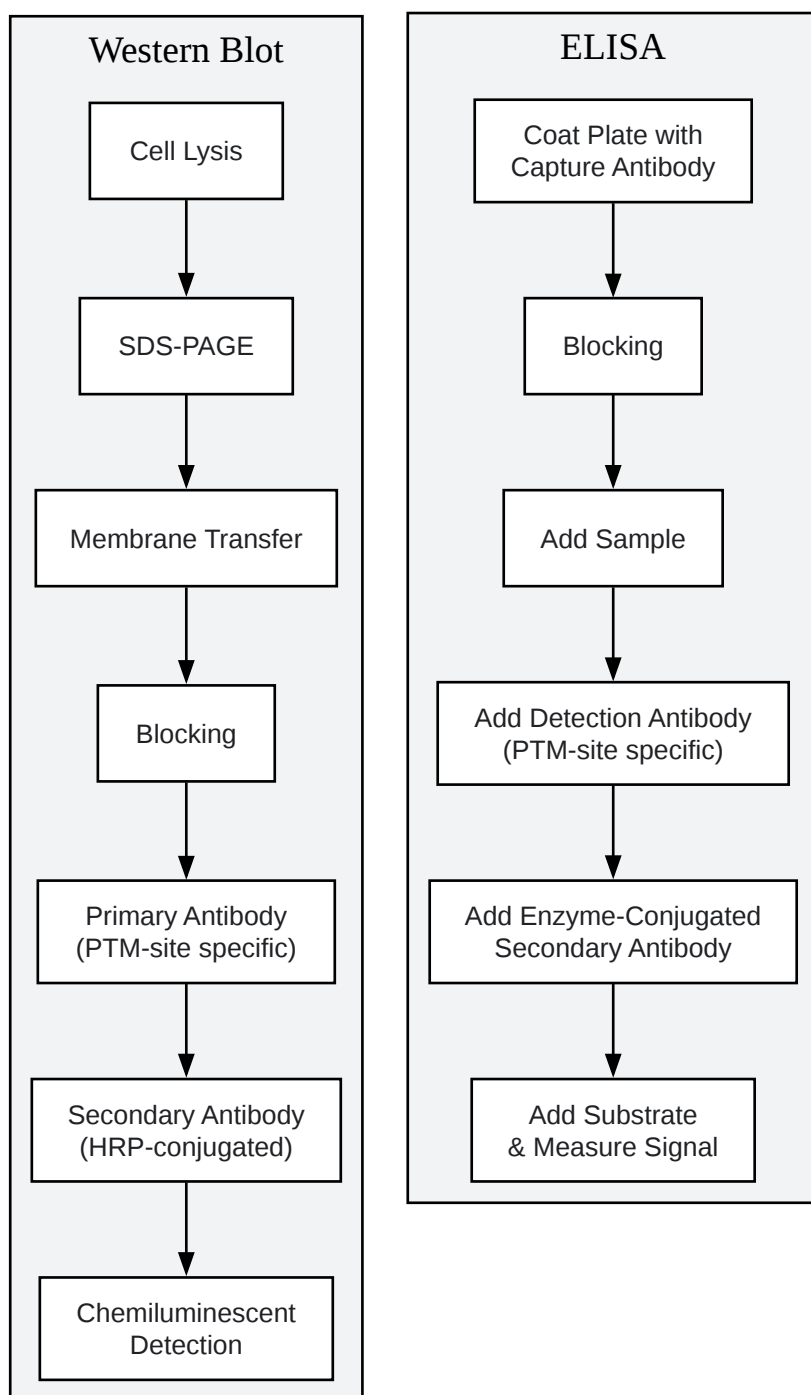 Western Blot
Cell Lysis
SDS-PAGE
Membrane Transfer
Blocking
Primary Antibody
(PTM-site specific)
Secondary Antibody
(HRP-conjugated)
Chemiluminescent
Detection
ELISA
Coat Plate with
Capture Antibody
Blocking
Add Sample
Add Detection Antibody
(PTM-site specific)
Add Enzyme-Conjugated
Secondary Antibody
Add Substrate
& Measure Signal